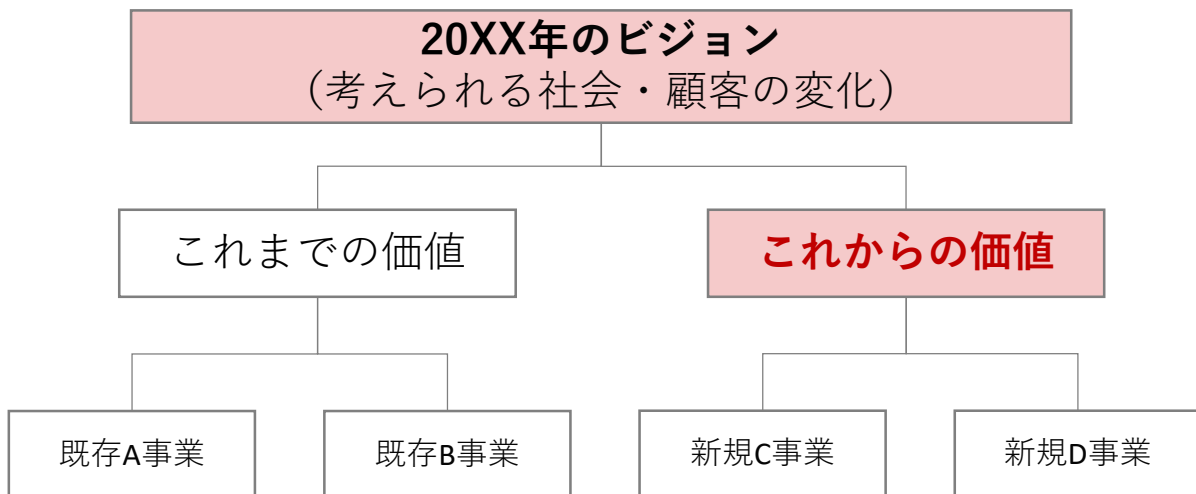 20XX年のビジョン
（考えられる社会・顧客の変化）
これまでの価値
これからの価値
既存A事業
既存B事業
新規C事業
新規D事業